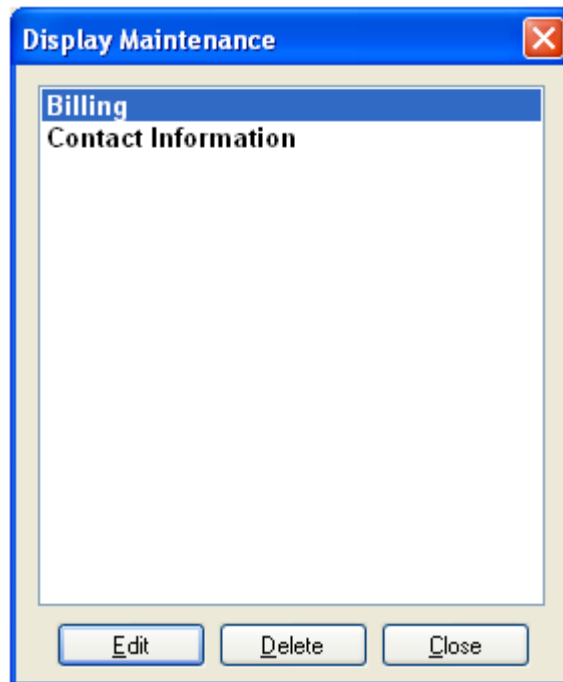 Display Maintenance
Billing
Contact Information
Edit
Delete
Close